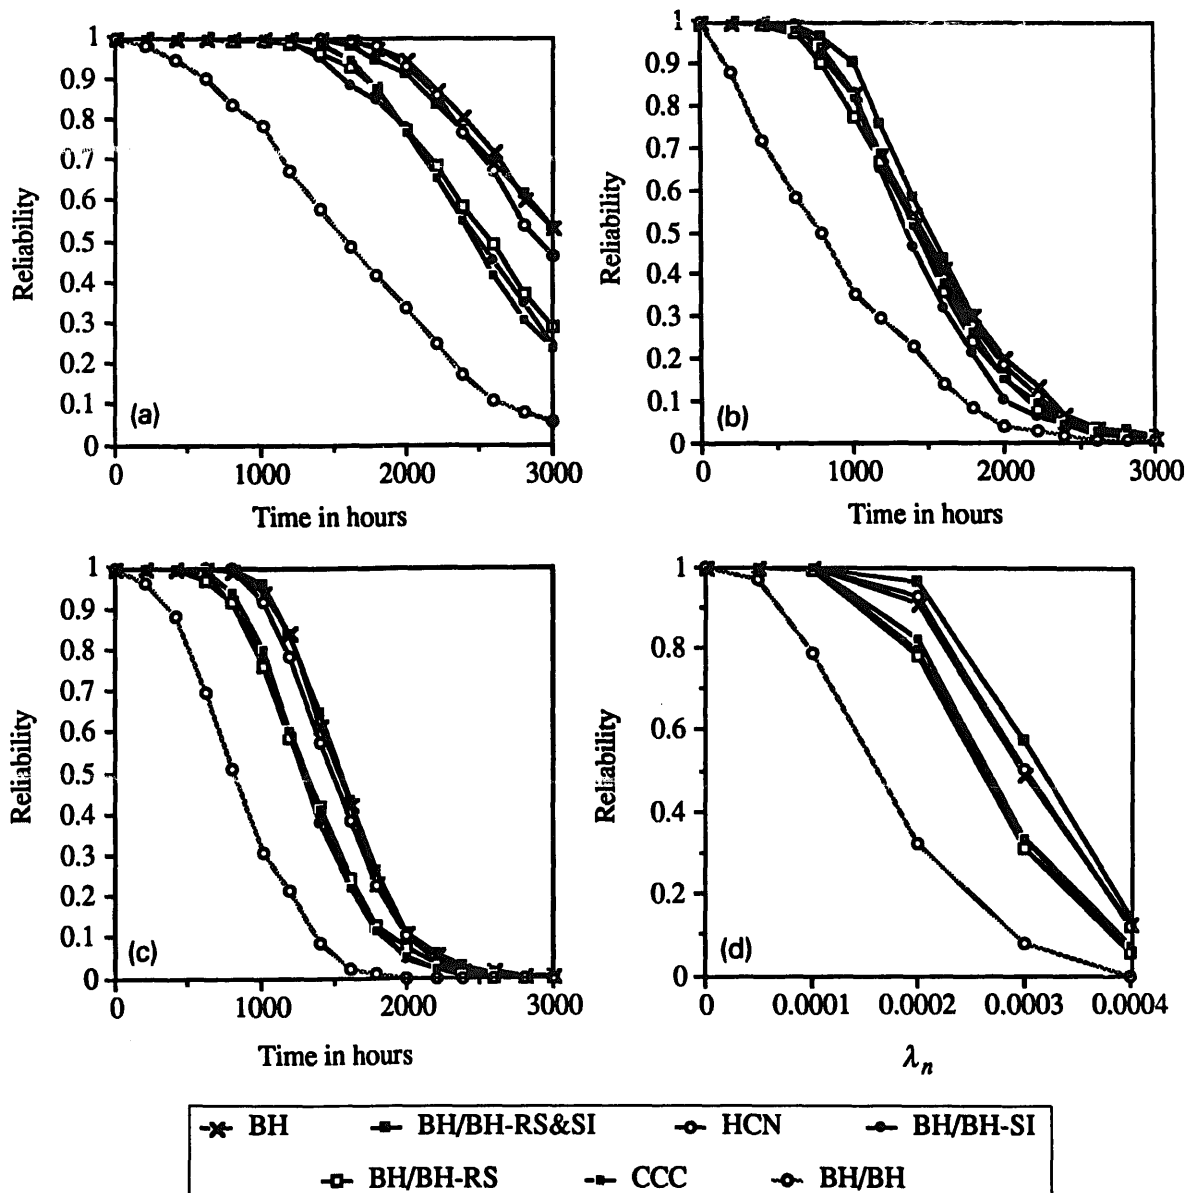 1
0.9
0.8
0.7
0.6
0.5
0.4
0.3
0.2
0.1
0
Reliability
(a)
0 1000 2000 3000
Time in hours
1
0.9
0.8
0.7
0.6
0.5
0.4
0.3
0.2
0.1
0
Reliability
(b)
0 1000 2000 3000
Time in hours
1
0.9
0.8
0.7
0.6
0.5
0.4
0.3
0.2
0.1
0
Reliability
(c)
0 1000 2000 3000
Time in hours
1
0.8
0.6
0.4
0.2
0
Reliability
(d)
0 0.0001 0.0002 0.0003 0.0004
λn
BH BH/BH-RS&SI HCN BH/BH-SI
BH/BH-RS CCC BH/BH